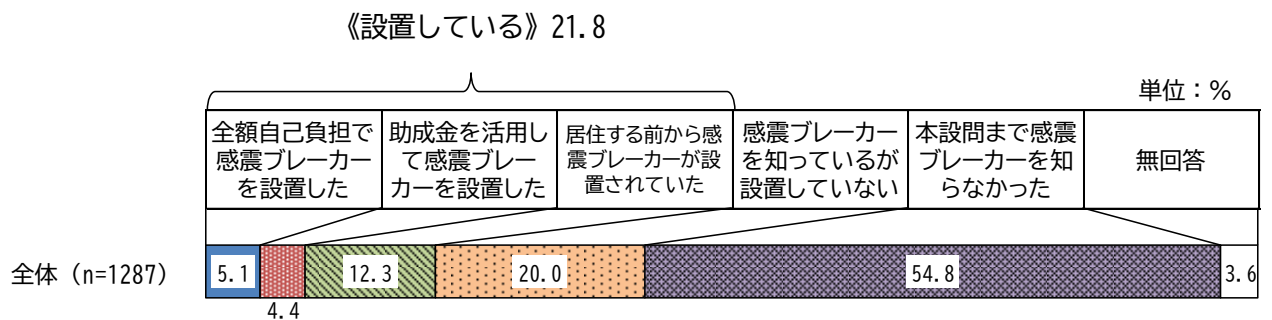 《設置している》21.8
単位：％
全額自己負担で
感震ブレーカー
を設置した
助成金を活用し
て感震ブレー
カーを設置した
居住する前から感
震ブレーカーが設
置されていた
感震ブレーカー
を知っているが
設置していない
本設問まで感震
ブレーカーを知
らなかった
無回答
全体（n=1287）
5.1
4.4
12.3
20.0
54.8
3.6